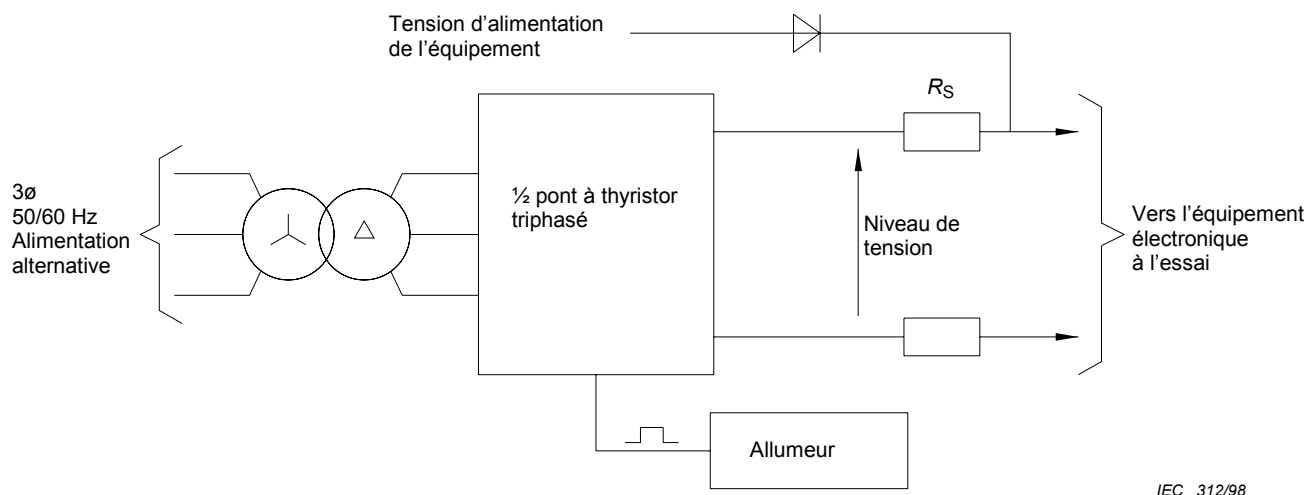 Tension d’alimentation
de l’équipement
R_S
3ø
50/60 Hz
Alimentation
alternative
½ pont à thyristor
triphasé
Niveau de
tension
Vers l’équipement
électronique
à l’essai
Allumeur
IEC 312/98